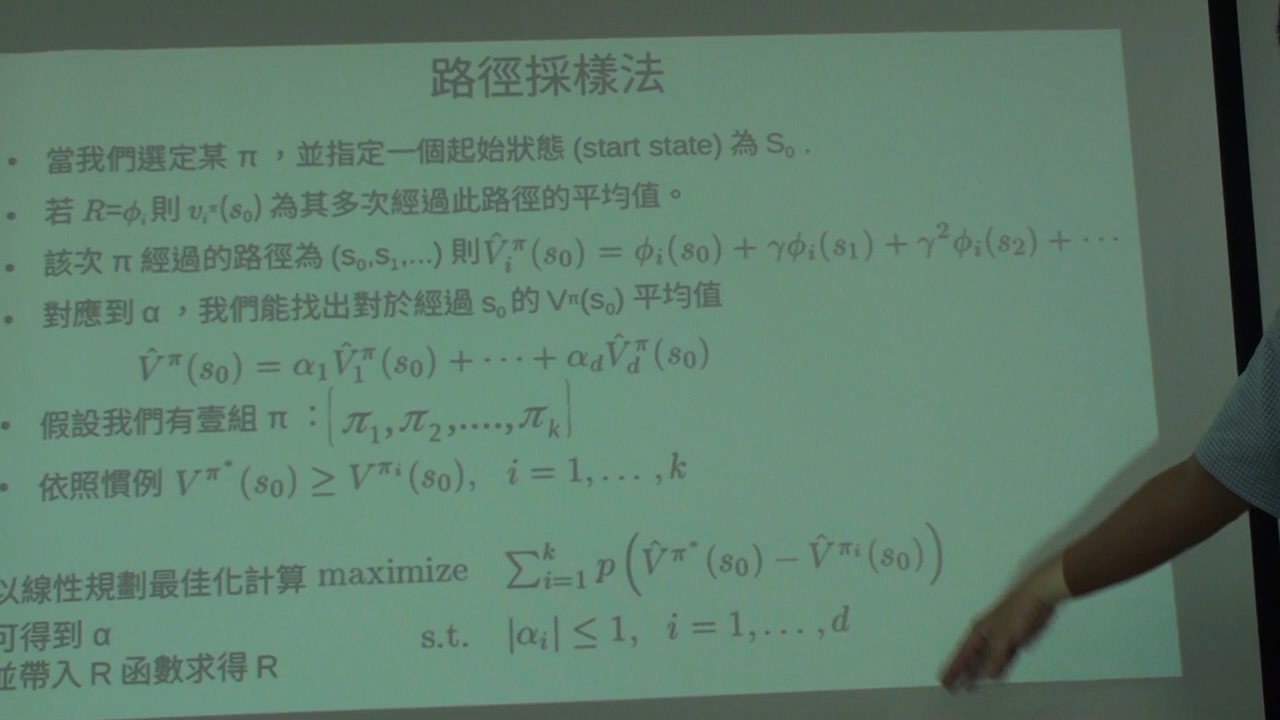 路徑採樣法
• 當我們選定某 π ，並指定一個起始狀態 (start state) 為 S₀ .
• 若 R=ϕᵢ 則 vᵢπ(s₀) 為其多次經過此路徑的平均值。
• 該次 π 經過的路徑為 (s₀,s₁,...) 則 V̂ᵢ^π(s₀) = ϕᵢ(s₀) + γϕᵢ(s₁) + γ²ϕᵢ(s₂) + ···
• 對應到 α ，我們能找出對於經過 s₀ 的 Vπ(s₀) 平均值
V̂^π(s₀) = α₁V̂₁^π(s₀) + ··· + α_dV̂_d^π(s₀)
• 假設我們有壹組 π ：[π₁,π₂,....,π_k]
• 依照慣例 V^π*(s₀) ≥ V^πᵢ(s₀), i = 1, . . . , k
以線性規劃最佳化計算 maximize ∑ᵢ₌₁^k p(V̂^π*(s₀) − V̂^πᵢ(s₀))
可得到 α s.t. |αᵢ| ≤ 1, i = 1, . . . , d
並帶入 R 函數求得 R